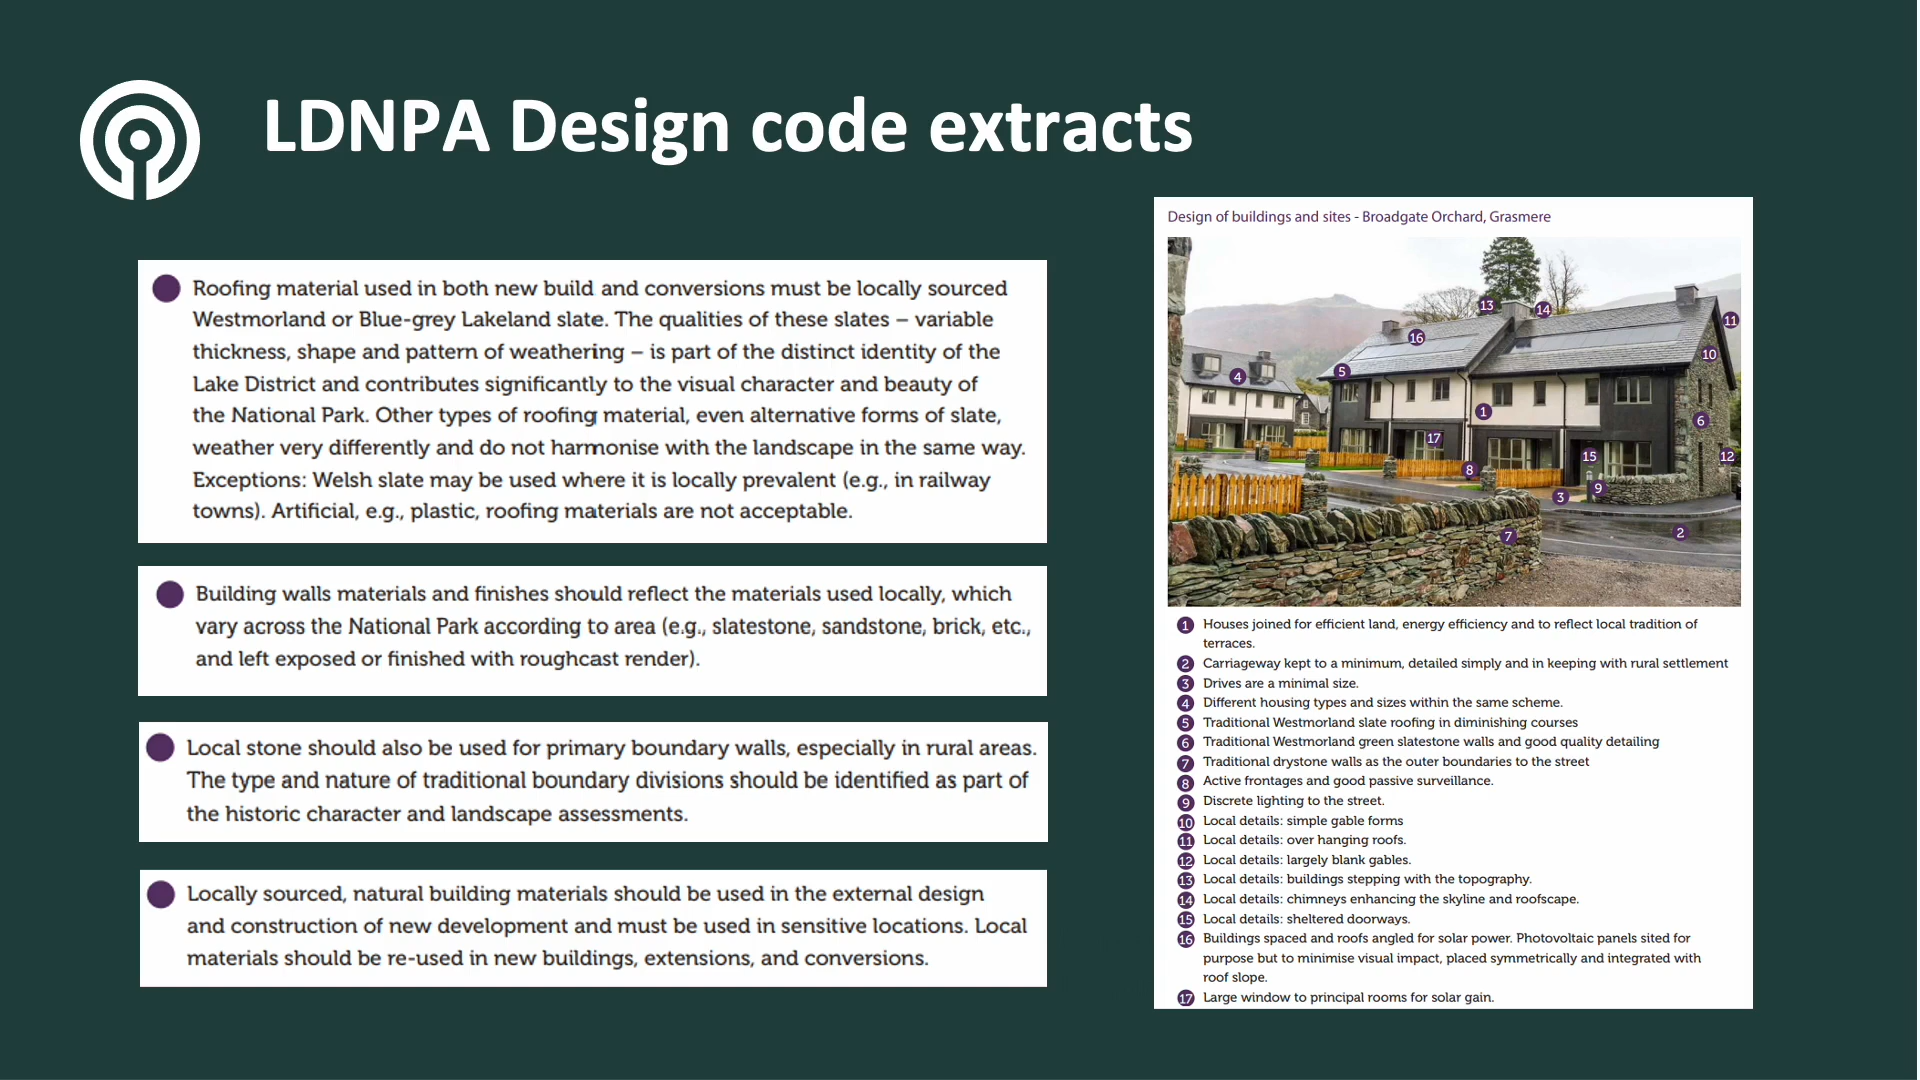 LDNPA Design code extracts
Roofing material used in both new build and conversions must be locally sourced
Westmorland or Blue-grey Lakeland slate. The qualities of these slates – variable
thickness, shape and pattern of weathering – is part of the distinct identity of the
Lake District and contributes significantly to the visual character and beauty of
the National Park. Other types of roofing material, even alternative forms of slate,
weather very differently and do not harmonise with the landscape in the same way.
Exceptions: Welsh slate may be used where it is locally prevalent (e.g., in railway
towns). Artificial, e.g., plastic, roofing materials are not acceptable.
Building walls materials and finishes should reflect the materials used locally, which
vary across the National Park according to area (e.g., slatestone, sandstone, brick, etc.,
and left exposed or finished with roughcast render).
Local stone should also be used for primary boundary walls, especially in rural areas.
The type and nature of traditional boundary divisions should be identified as part of
the historic character and landscape assessments.
Locally sourced, natural building materials should be used in the external design
and construction of new development and must be used in sensitive locations. Local
materials should be re-used in new buildings, extensions, and conversions.
Design of buildings and sites - Broadgate Orchard, Grasmere
13
14
11
16
10
5
4
1
6
17
15
12
8
9
3
2
7
1 Houses joined for efficient land, energy efficiency and to reflect local tradition of
terraces.
2 Carriageway kept to a minimum, detailed simply and in keeping with rural settlement
3 Drives are a minimal size.
4 Different housing types and sizes within the same scheme.
5 Traditional Westmorland slate roofing in diminishing courses
6 Traditional Westmorland green slatestone walls and good quality detailing
7 Traditional drystone walls as the outer boundaries to the street
8 Active frontages and good passive surveillance.
9 Discrete lighting to the street.
10 Local details: simple gable forms
11 Local details: over hanging roofs.
12 Local details: largely blank gables.
13 Local details: buildings stepping with the topography.
14 Local details: chimneys enhancing the skyline and roofscape.
15 Local details: sheltered doorways.
16 Buildings spaced and roofs angled for solar power. Photovoltaic panels sited for
purpose but to minimise visual impact, placed symmetrically and integrated with
roof slope.
17 Large window to principal rooms for solar gain.